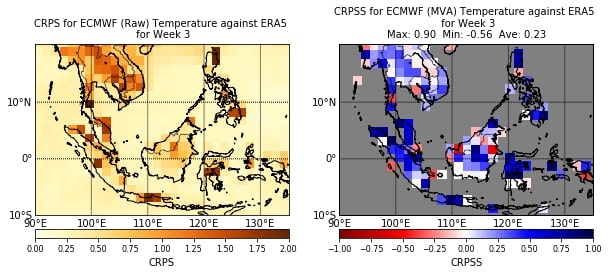 CRPS for ECMWF (Raw) Temperature against ERA5
for Week 3
10°N
0°
10°S
90°E 100°E 110°E 120°E 130°E
0.00 0.25 0.50 0.75 1.00 1.25 1.50 1.75 2.00
CRPS
CRPSS for ECMWF (MVA) Temperature against ERA5
for Week 3
Max: 0.90 Min: -0.56 Ave: 0.23
10°N
0°
10°S
90°E 100°E 110°E 120°E 130°E
−1.00 −0.75 −0.50 −0.25 0.00 0.25 0.50 0.75 1.00
CRPSS